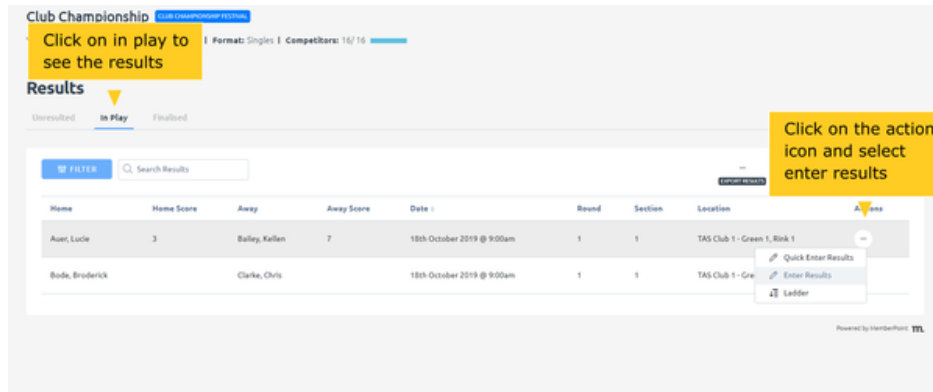 Club Championship CLUB CHAMPIONSHIP FESTIVAL
Click on in play to
see the results
| Format: Singles | Competitors: 16/16
Results
Unresulted In Play Finalised
Click on the action
icon and select
enter results
FILTER Search Results
EXPORT RESULTS
Home Home Score Away Away Score Date Round Section Location
Auer, Lucie 3 Bailey, Kellen 7 18th October 2019 @ 9:00am 1 1 TAS Club 1 - Green 1, Rink 1
Quick Enter Results
Bode, Broderick Clarke, Chris 18th October 2019 @ 9:00am 1 1 TAS Club 1 - Gre Enter Results
Ladder
Powered by MemberPoint m.